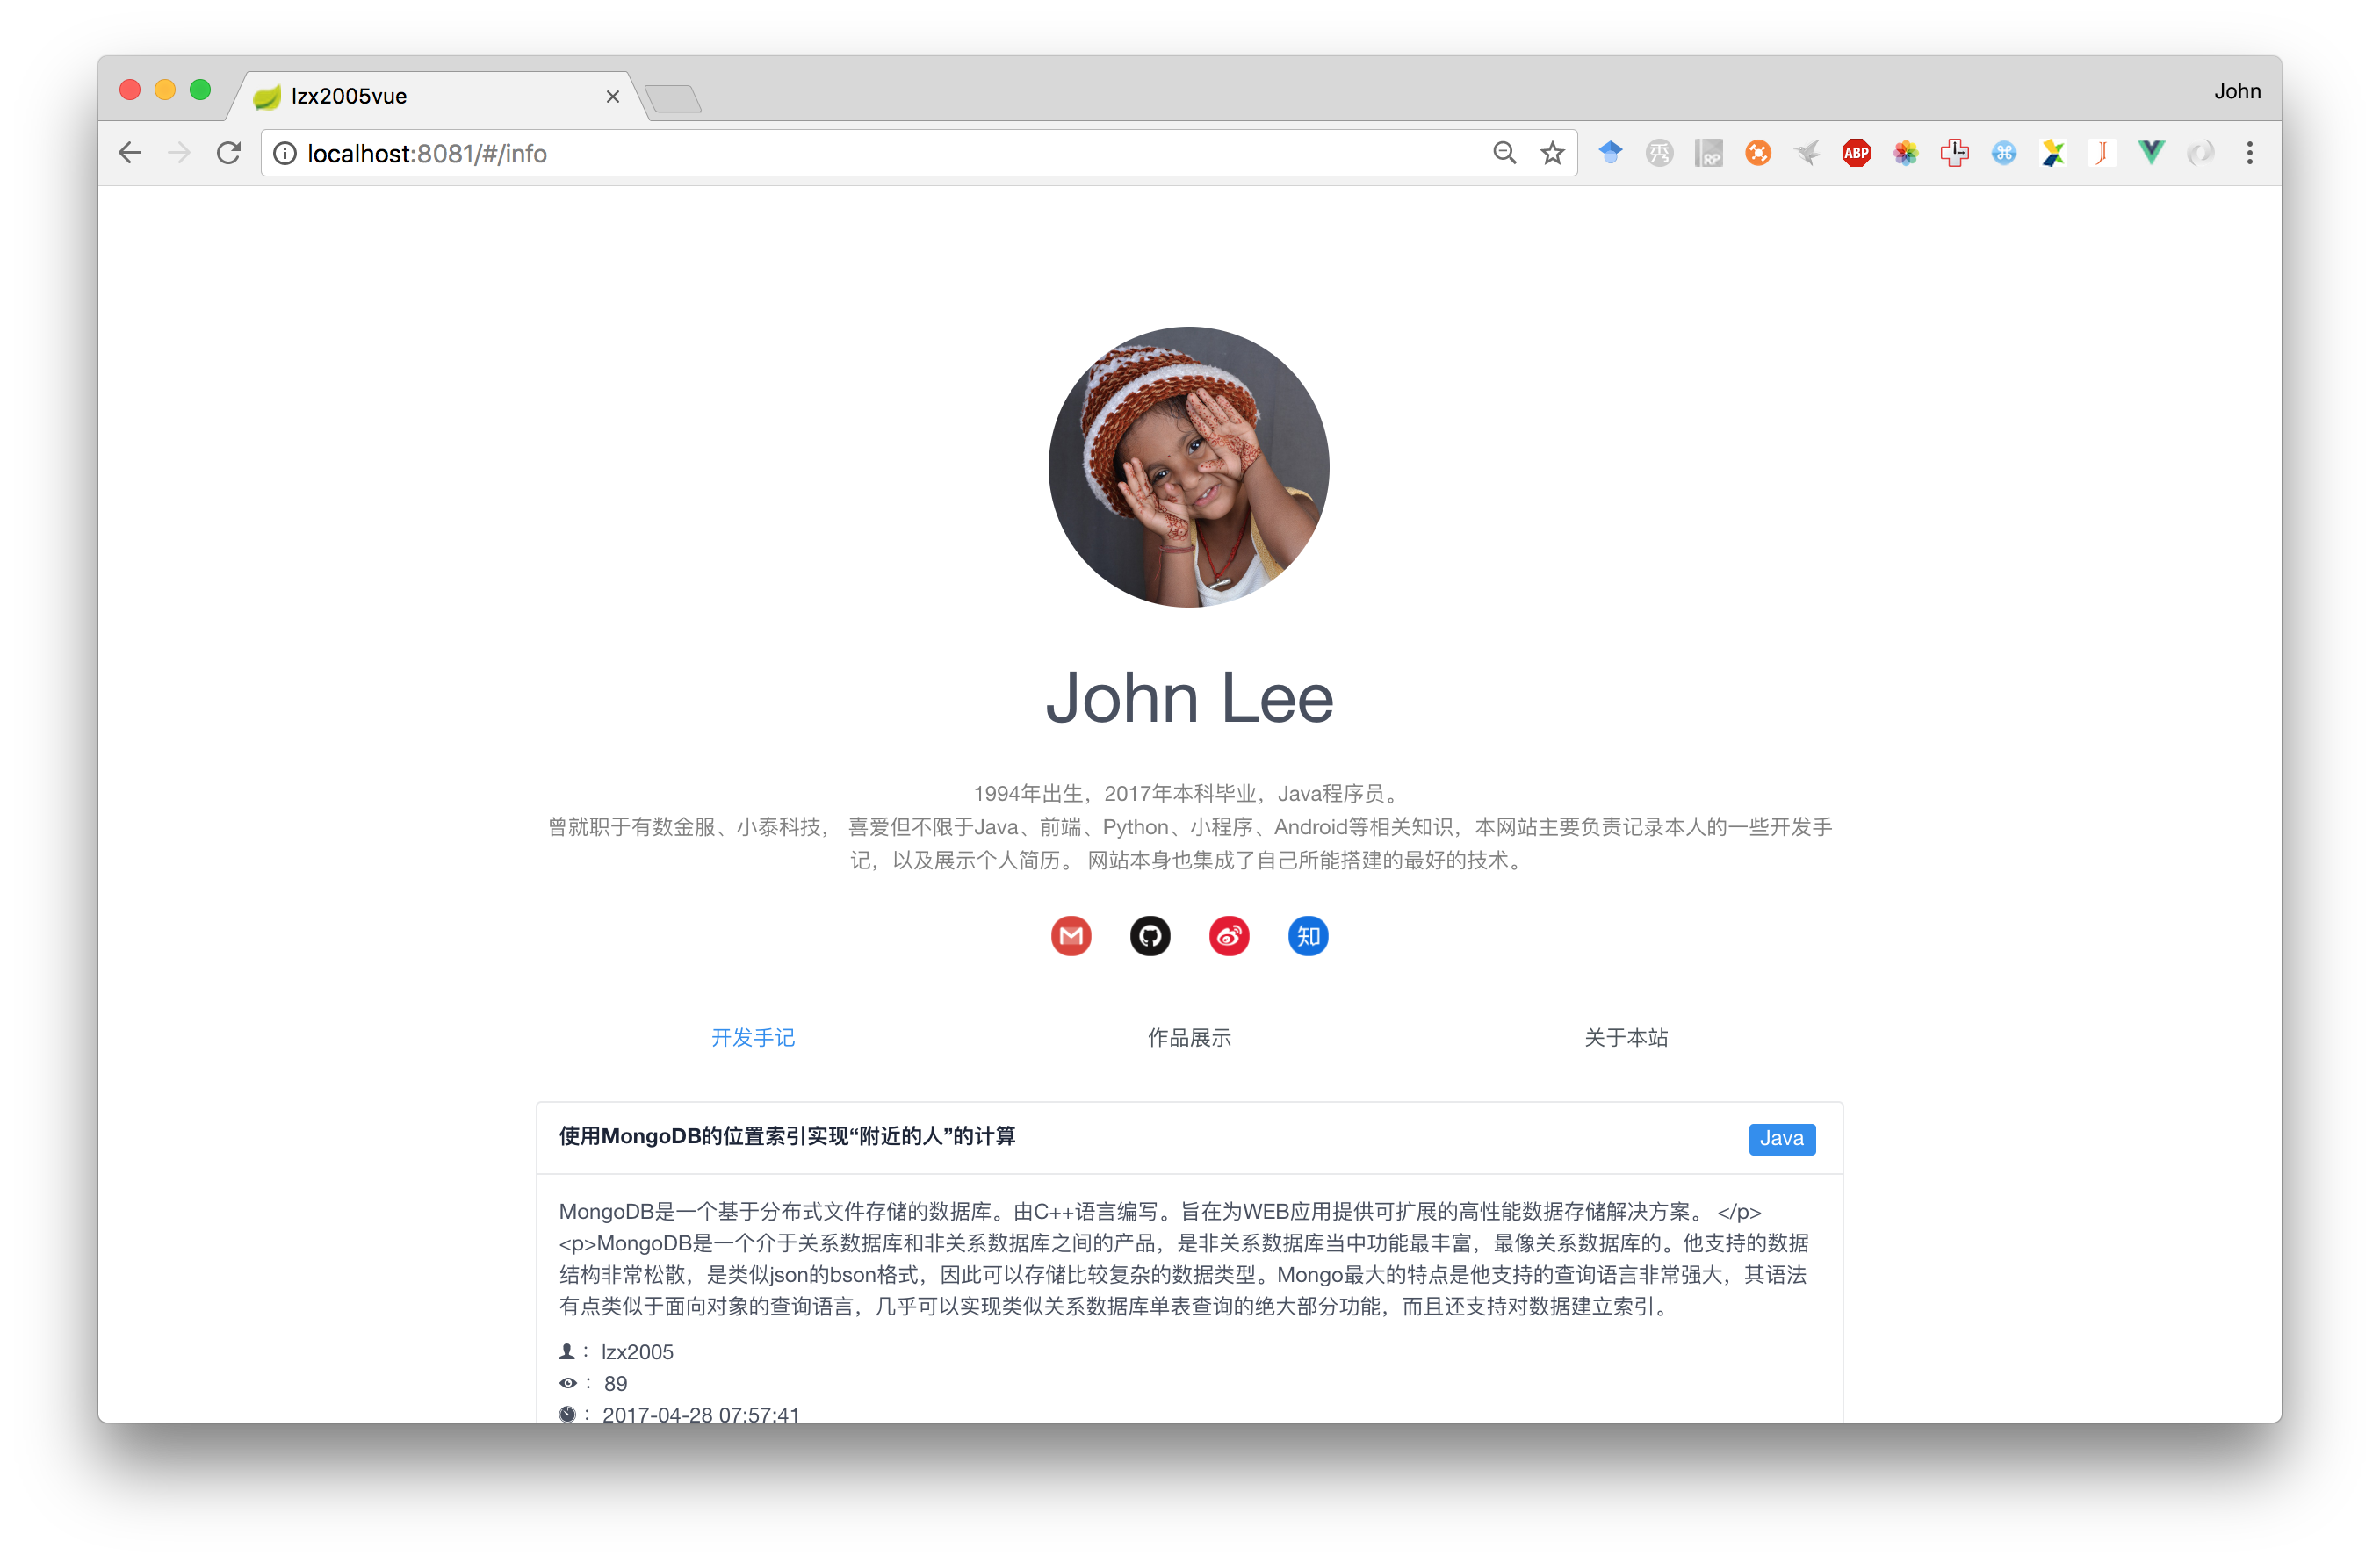 lzx2005vue
John
localhost:8081/#/info
秀
RP
ABP
John Lee
1994年出生，2017年本科毕业，Java程序员。
曾就职于有数金服、小泰科技， 喜爱但不限于Java、前端、Python、小程序、Android等相关知识，本网站主要负责记录本人的一些开发手
记，以及展示个人简历。 网站本身也集成了自己所能搭建的最好的技术。
知
开发手记
作品展示
关于本站
使用MongoDB的位置索引实现“附近的人”的计算
Java
MongoDB是一个基于分布式文件存储的数据库。由C++语言编写。旨在为WEB应用提供可扩展的高性能数据存储解决方案。 </p>
<p>MongoDB是一个介于关系数据库和非关系数据库之间的产品，是非关系数据库当中功能最丰富，最像关系数据库的。他支持的数据
结构非常松散，是类似json的bson格式，因此可以存储比较复杂的数据类型。Mongo最大的特点是他支持的查询语言非常强大，其语法
有点类似于面向对象的查询语言，几乎可以实现类似关系数据库单表查询的绝大部分功能，而且还支持对数据建立索引。
： lzx2005
： 89
： 2017-04-28 07:57:41